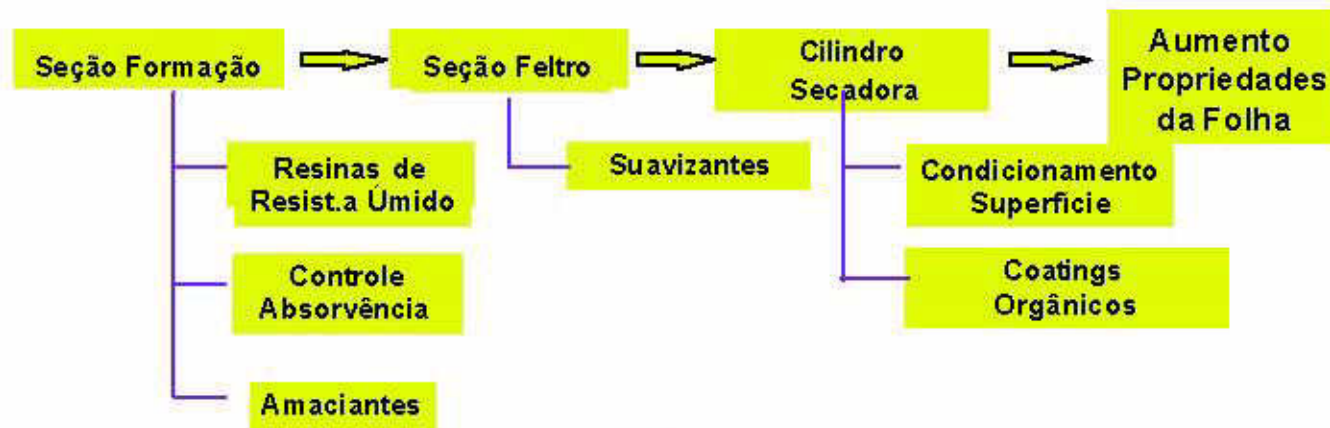 Seção Formação
Seção Feltro
Cilindro
Secadora
Aumento
Propriedades
da Folha
Resinas de
Resist.a Úmido
Controle
Absorvência
Amaciantes
Suavizantes
Condicionamento
Superfície
Coatings
Orgânicos